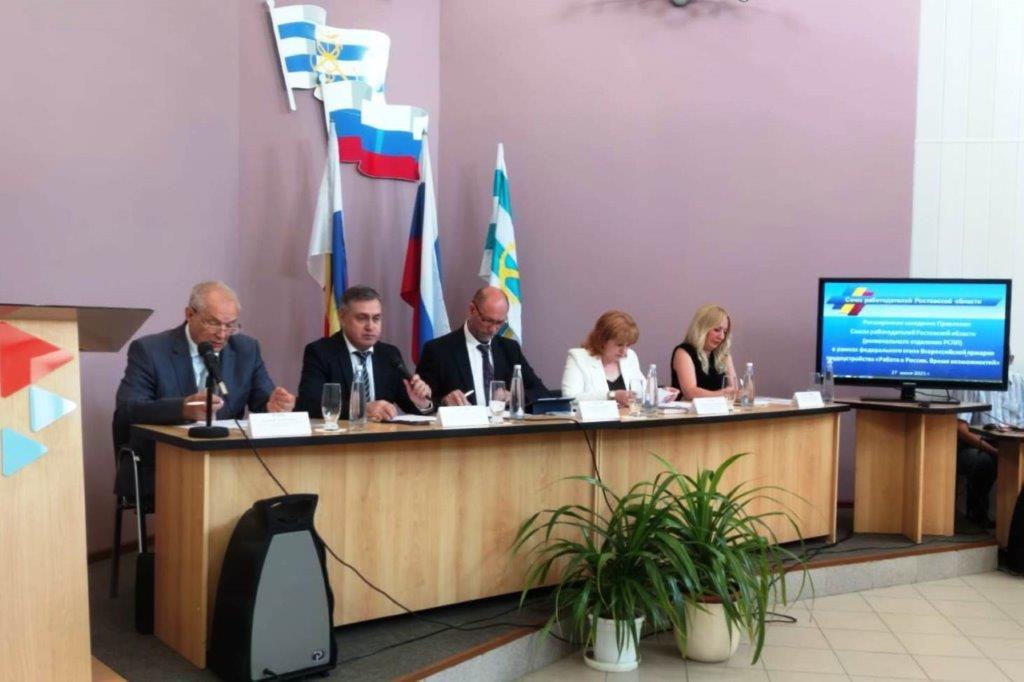 Союз работодателей Ростовской области
Расширенное заседание Правления
Союза работодателей Ростовской области
(регионального отделения РСПП)
в рамках федерального этапа Всероссийской ярмарки
трудоустройства «Работа в России. Время возможностей»
27 июня 2025 г.